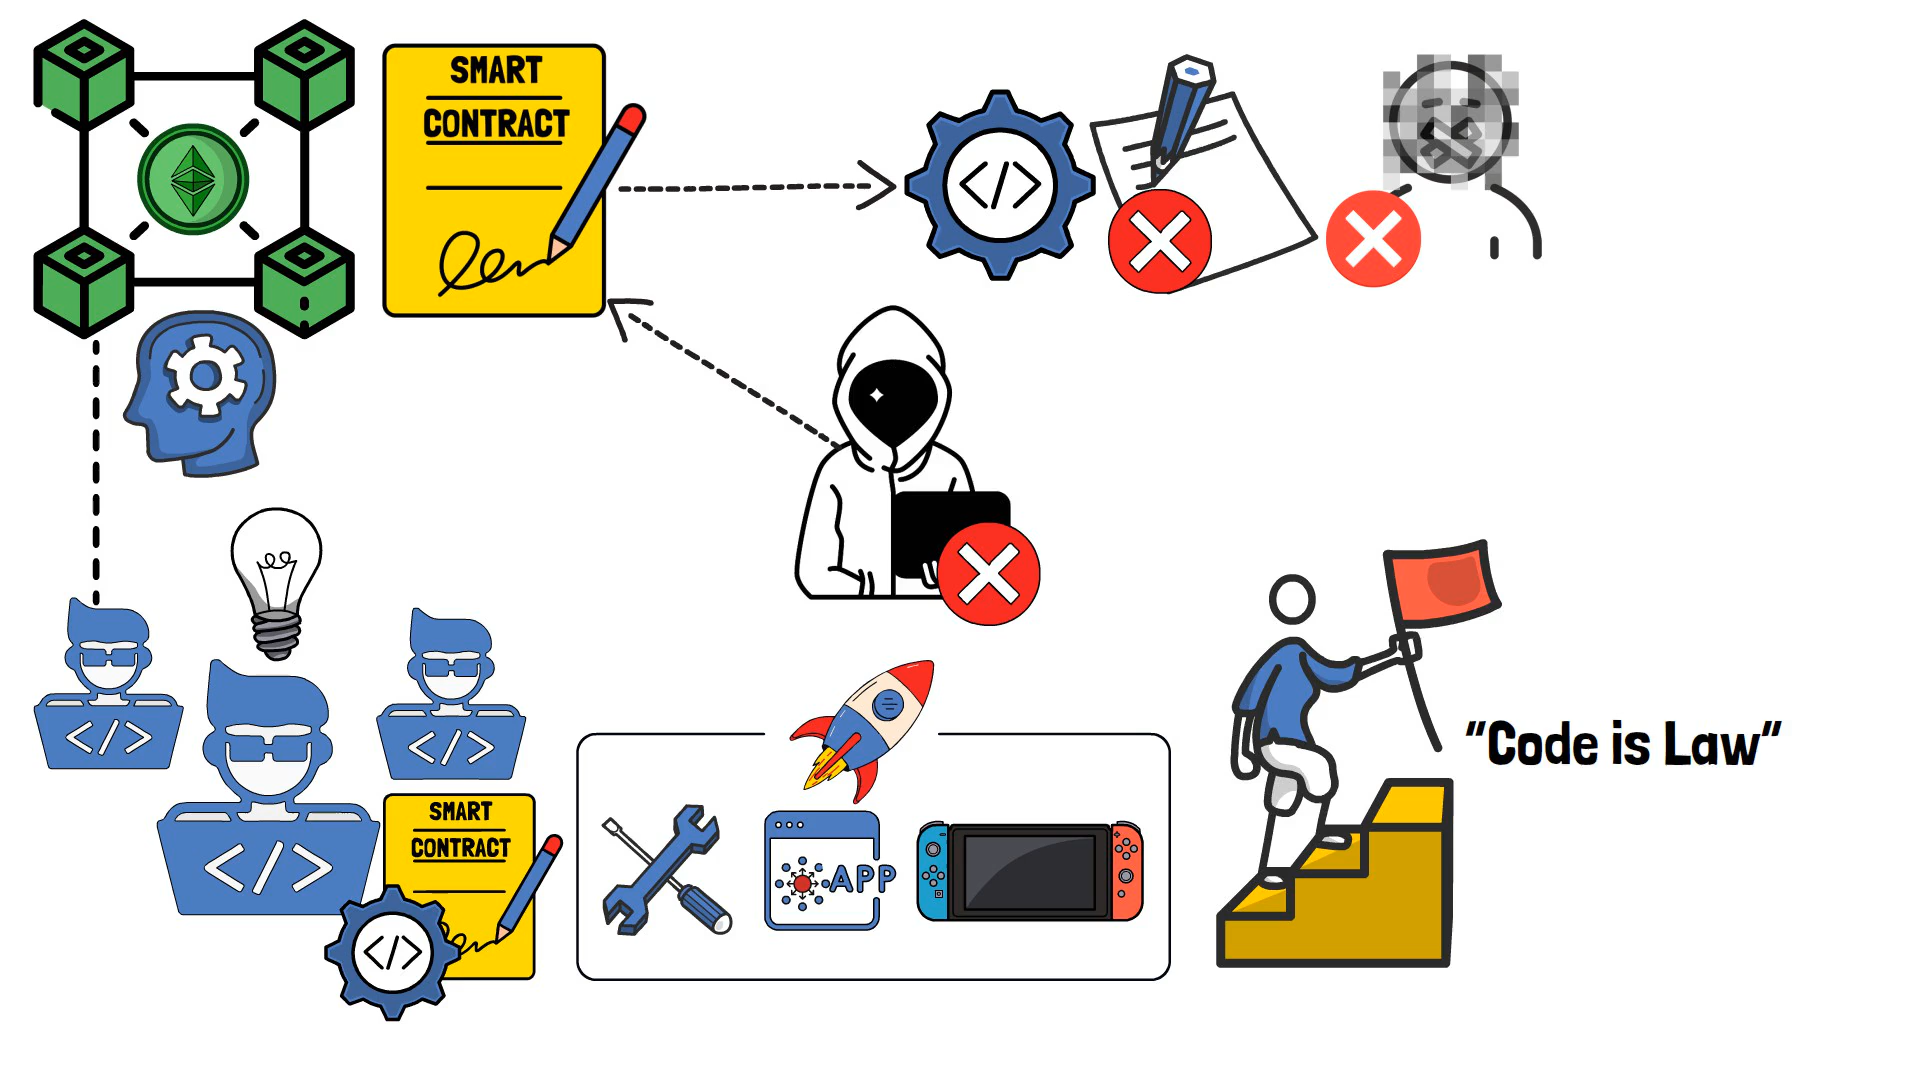 SMART
CONTRACT
</>
</>
</>
</>
SMART
CONTRACT
</>
APP
"Code is Law"